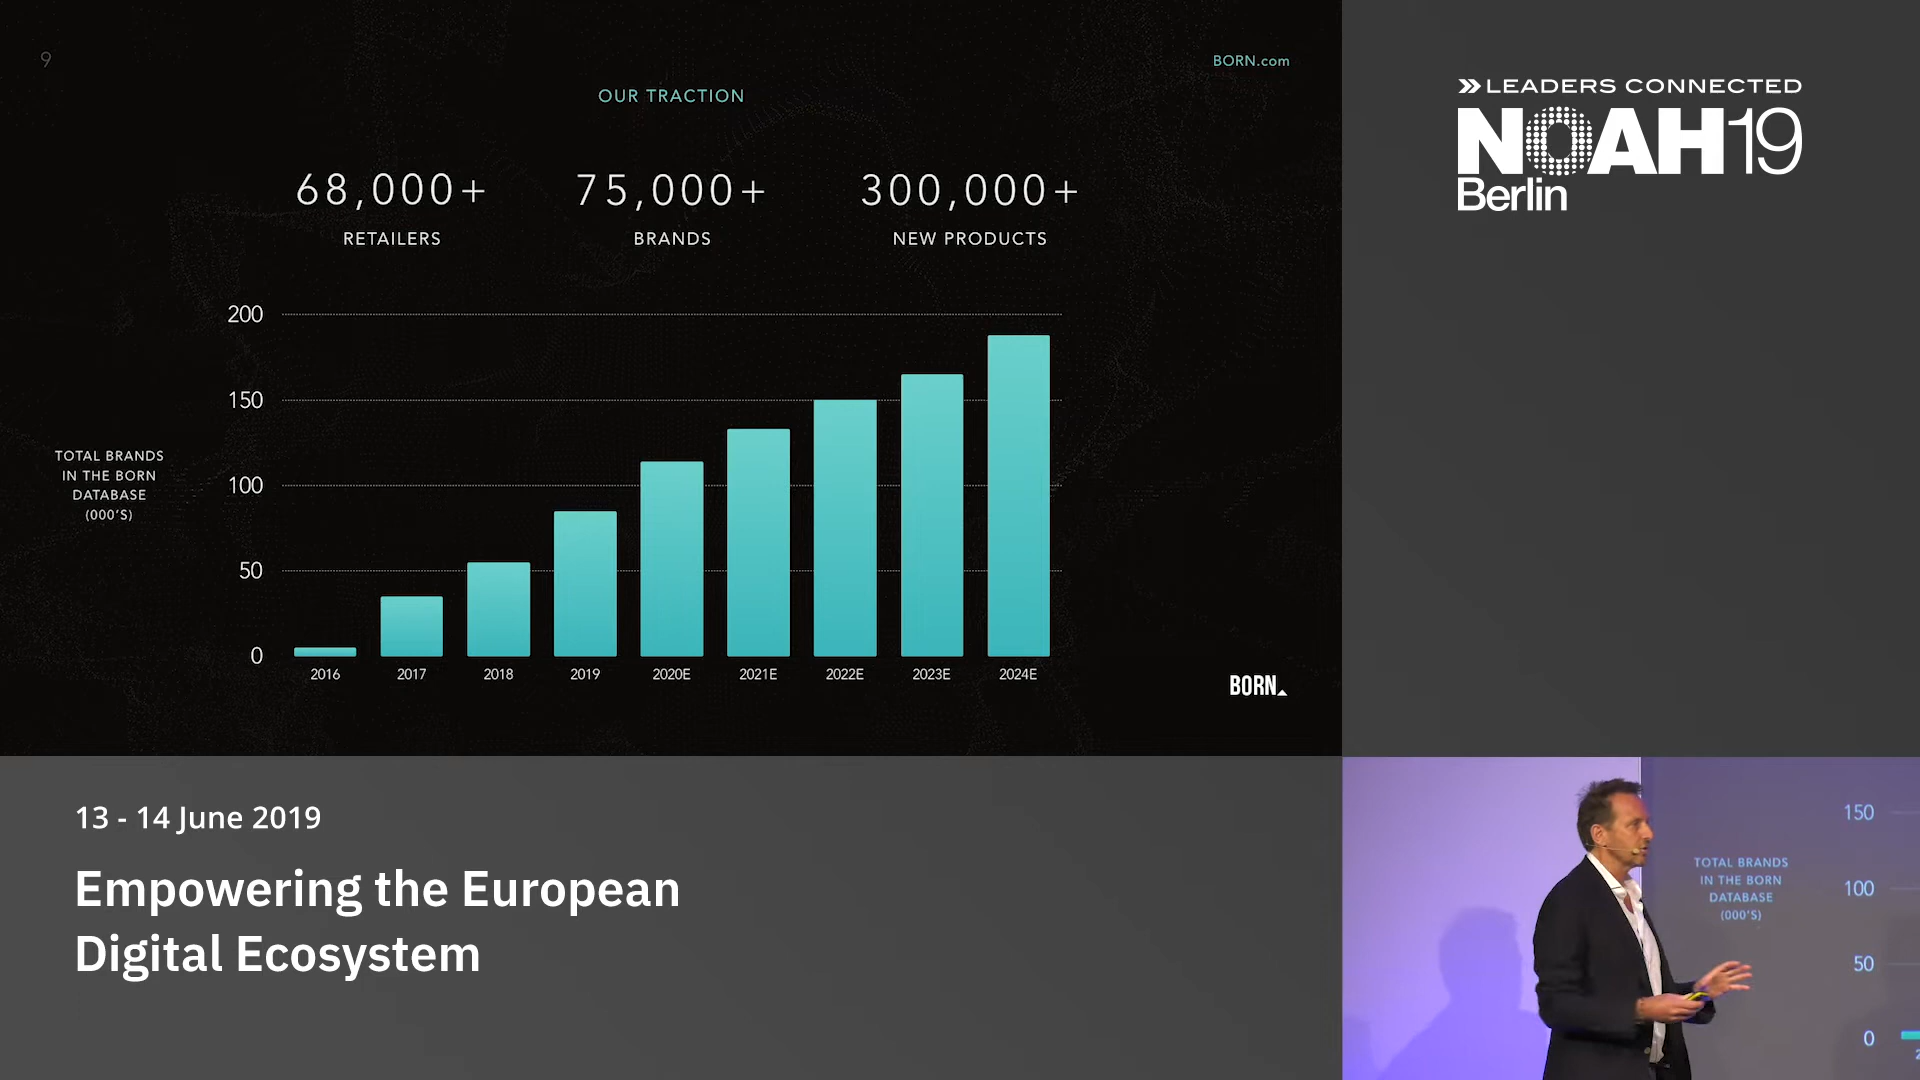 9
BORN.com
OUR TRACTION
68,000+
75,000+
300,000+
RETAILERS
BRANDS
NEW PRODUCTS
200
150
100
50
0
TOTAL BRANDS
IN THE BORN
DATABASE
(000'S)
2016
2017
2018
2019
2020E
2021E
2022E
2023E
2024E
BORN
LEADERS CONNECTED
NOAH19
Berlin
13 - 14 June 2019
Empowering the European
Digital Ecosystem
TOTAL BRANDS
IN THE BORN
DATABASE
(000'S)
150
100
50
0